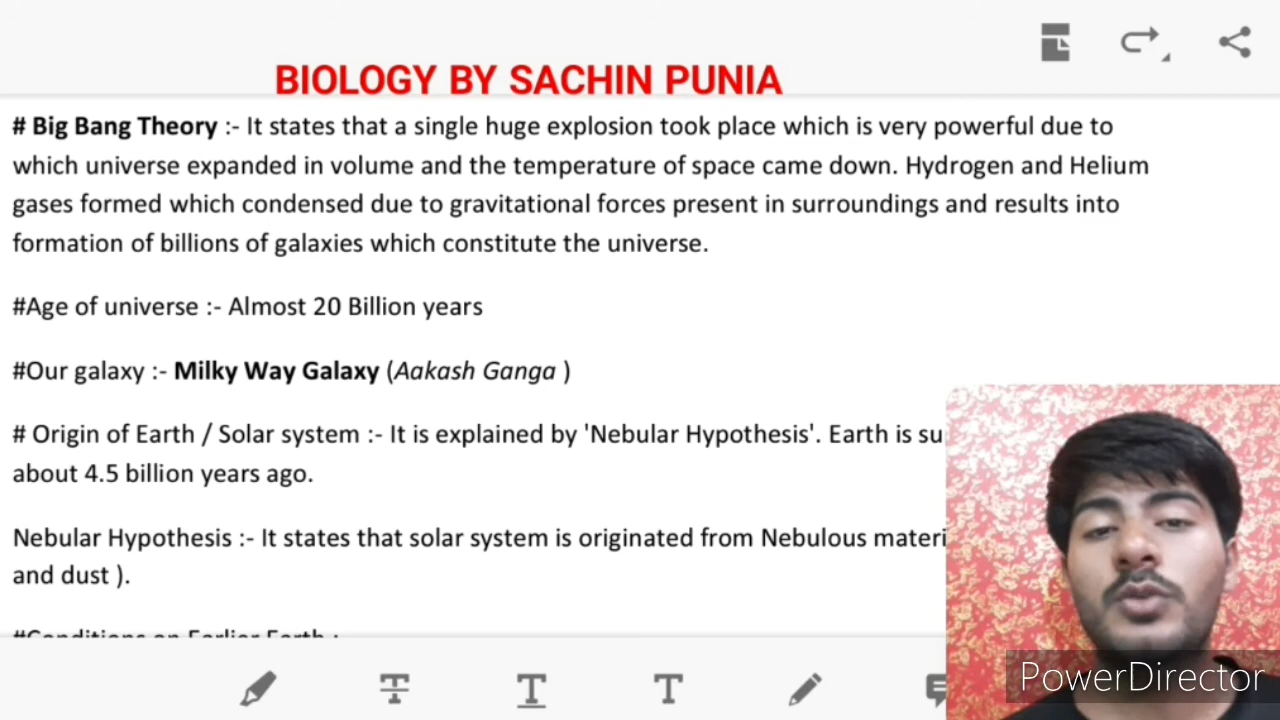 BIOLOGY BY SACHIN PUNIA
# Big Bang Theory :- It states that a single huge explosion took place which is very powerful due to
which universe expanded in volume and the temperature of space came down. Hydrogen and Helium
gases formed which condensed due to gravitational forces present in surroundings and results into
formation of billions of galaxies which constitute the universe.
#Age of universe :- Almost 20 Billion years
#Our galaxy :- Milky Way Galaxy (Aakash Ganga )
# Origin of Earth / Solar system :- It is explained by 'Nebular Hypothesis'. Earth is su
about 4.5 billion years ago.
Nebular Hypothesis :- It states that solar system is originated from Nebulous materi
and dust ).
#Conditions on Earlier Earth :
PowerDirector